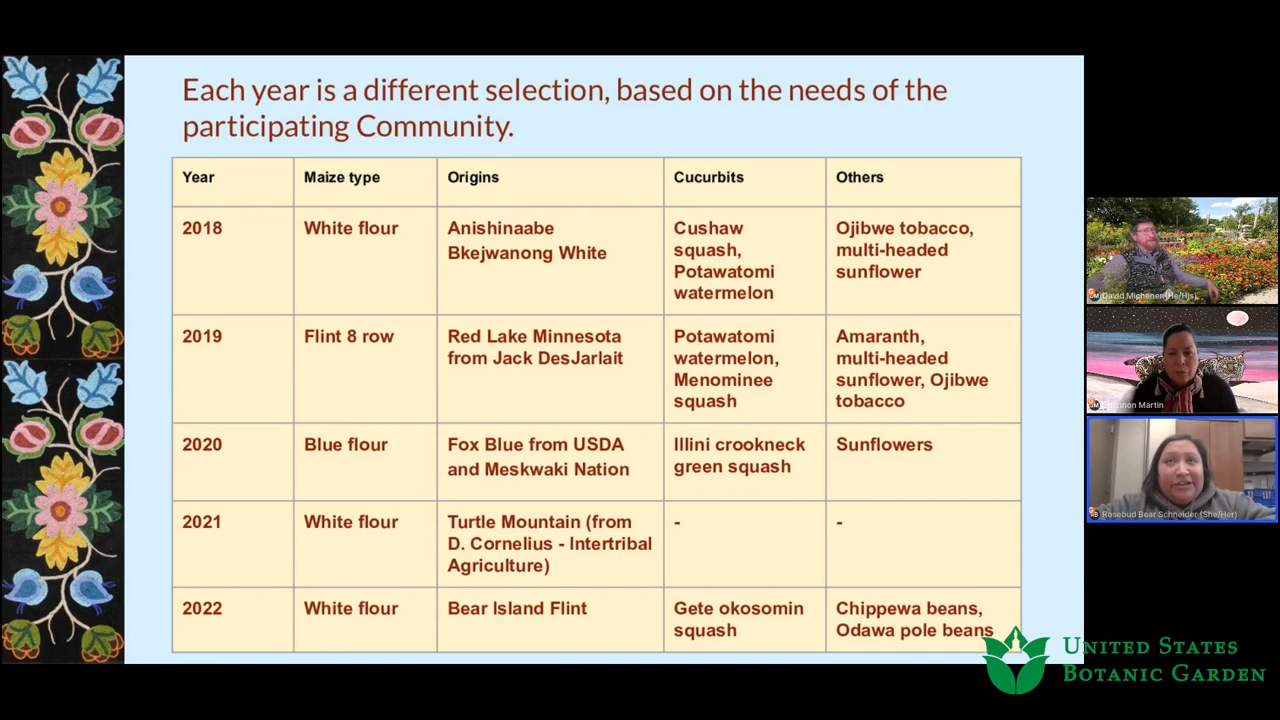 Each year is a different selection, based on the needs of the
participating Community.
Year
Maize type
Origins
Cucurbits
Others
2018
White flour
Anishinaabe
Bkejwanong White
Cushaw
squash,
Potawatomi
watermelon
Ojibwe tobacco,
multi-headed
sunflower
2019
Flint 8 row
Red Lake Minnesota
from Jack DesJarlait
Potawatomi
watermelon,
Menominee
squash
Amaranth,
multi-headed
sunflower, Ojibwe
tobacco
2020
Blue flour
Fox Blue from USDA
and Meskwaki Nation
Illini crookneck
green squash
Sunflowers
2021
White flour
Turtle Mountain (from
D. Cornelius - Intertribal
Agriculture)
-
-
2022
White flour
Bear Island Flint
Gete okosomin
squash
Chippewa beans,
Odawa pole beans
David Michener (He/His)
Shannon Martin
Rosebud Bear Schneider (She/Her)
UNITED STATES
BOTANIC GARDEN